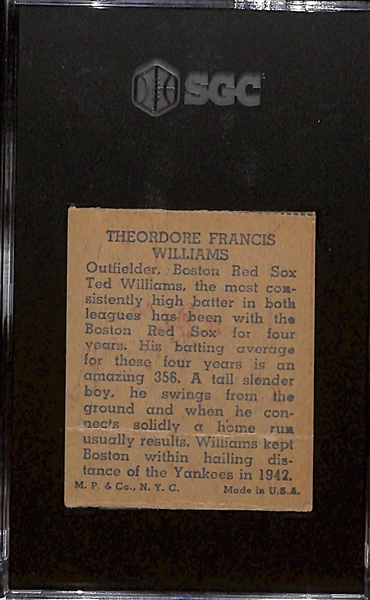 SGC
THEORDORE FRANCIS
WILLIAMS
Outfielder, Boston Red Sox
Ted Williams, the most con-
sistently high batter in both
leagues has been with the
Boston Red Sox for four
years. His batting average
for these four years is an
amazing 356. A tall slender
boy, he swings from the
ground and when he con-
nects solidly a home run
usually results. Williams kept
Boston within hailing dis-
tance of the Yankees in 1942.
M. P. & Co., N. Y. C. Made in U.S.A.